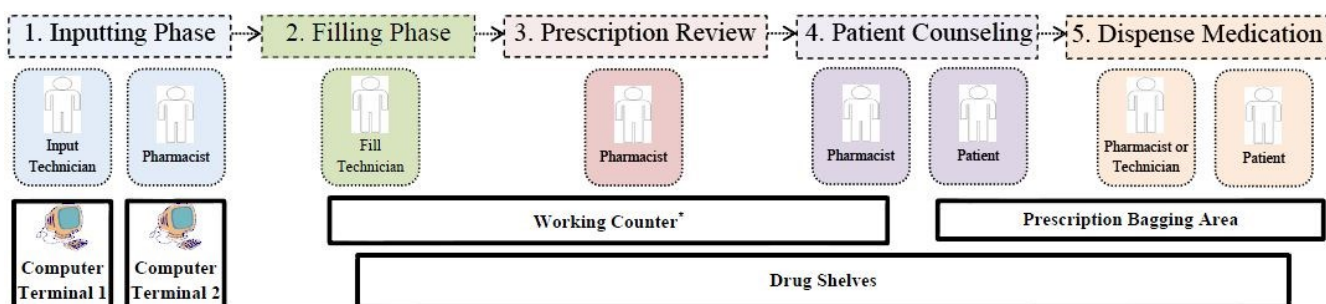 1. Inputting Phase
2. Filling Phase
3. Prescription Review
4. Patient Counseling
5. Dispense Medication
Input
Technician
Pharmacist
Fill
Technician
Pharmacist
Pharmacist
Patient
Pharmacist or
Technician
Patient
Computer
Terminal 1
Computer
Terminal 2
Working Counter*
Prescription Bagging Area
Drug Shelves